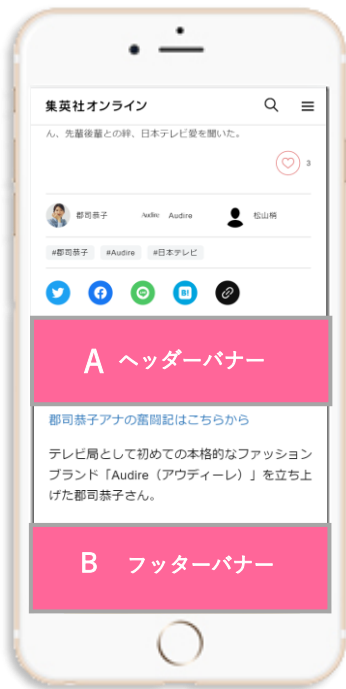 集英社オンライン
ん、先輩後輩との絆、日本テレビ愛を聞いた。
3
郡司恭子 Audire Audire 松山梢
#郡司恭子 #Audire #日本テレビ
B!
A ヘッダーバナー
郡司恭子アナの奮闘記はこちらから
テレビ局として初めての本格的なファッション
ブランド「Audire（アウディーレ）」を立ち上
げた郡司恭子さん。
B フッターバナー